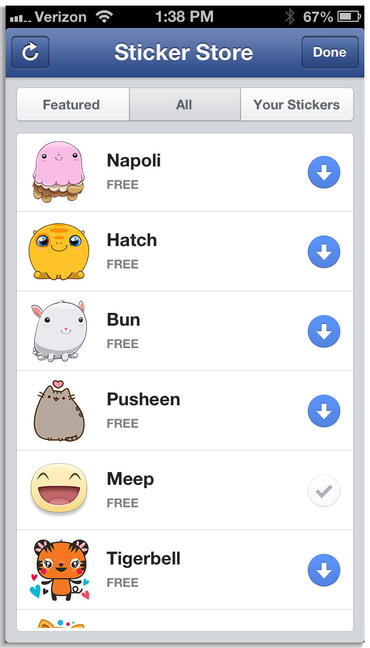 Verizon 1:38 PM 67%
Sticker Store Done
Featured All Your Stickers
Napoli
FREE
Hatch
FREE
Bun
FREE
Pusheen
FREE
Meep
FREE
Tigerbell
FREE